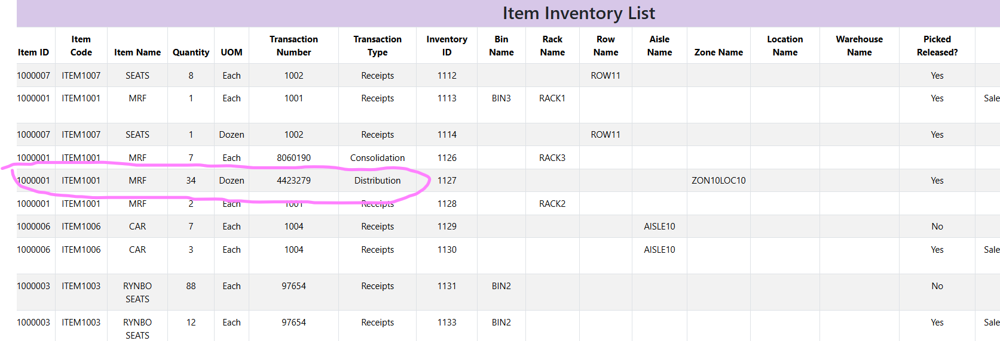 Item Inventory List
Item ID Item Code Item Name Quantity UOM Transaction Number Transaction Type Inventory ID Bin Name Rack Name Row Name Aisle Name Zone Name Location Name Warehouse Name Picked Released?
1000007 ITEM1007 SEATS 8 Each 1002 Receipts 1112 ROW11 Yes
1000001 ITEM1001 MRF 1 Each 1001 Receipts 1113 BIN3 RACK1 Yes Sale
1000007 ITEM1007 SEATS 1 Dozen 1002 Receipts 1114 ROW11 Yes
1000001 ITEM1001 MRF 7 Each 8060190 Consolidation 1126 RACK3
1000001 ITEM1001 MRF 34 Dozen 4423279 Distribution 1127 ZON10LOC10 Yes
1000001 ITEM1001 MRF 2 Each 1001 Receipts 1128 RACK2
1000006 ITEM1006 CAR 7 Each 1004 Receipts 1129 AISLE10 No
1000006 ITEM1006 CAR 3 Each 1004 Receipts 1130 AISLE10 Yes Sale
1000003 ITEM1003 RYNBO SEATS 88 Each 97654 Receipts 1131 BIN2 No
1000003 ITEM1003 RYNBO SEATS 12 Each 97654 Receipts 1133 BIN2 Yes Sale